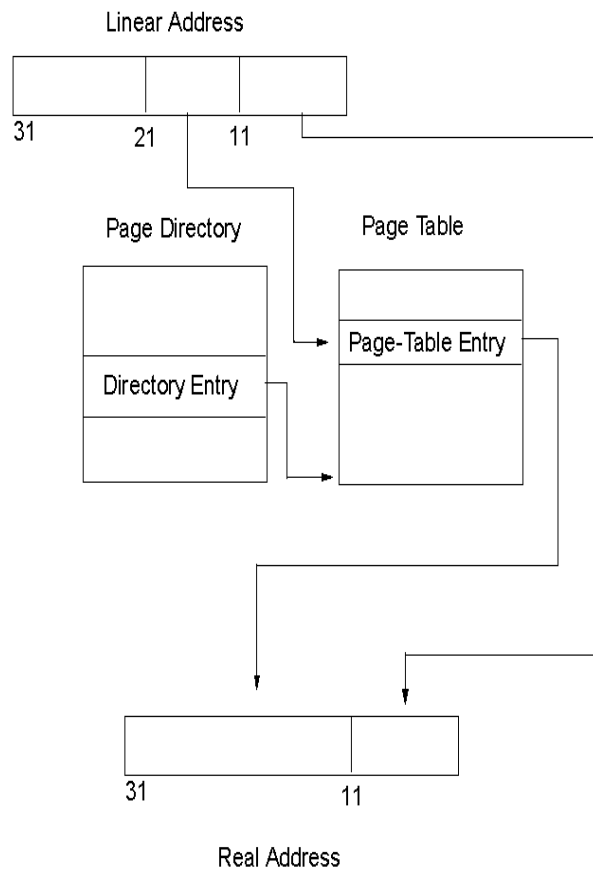 Linear Address
31 21 11
Page Directory Page Table
Page-Table Entry
Directory Entry
31 11
Real Address